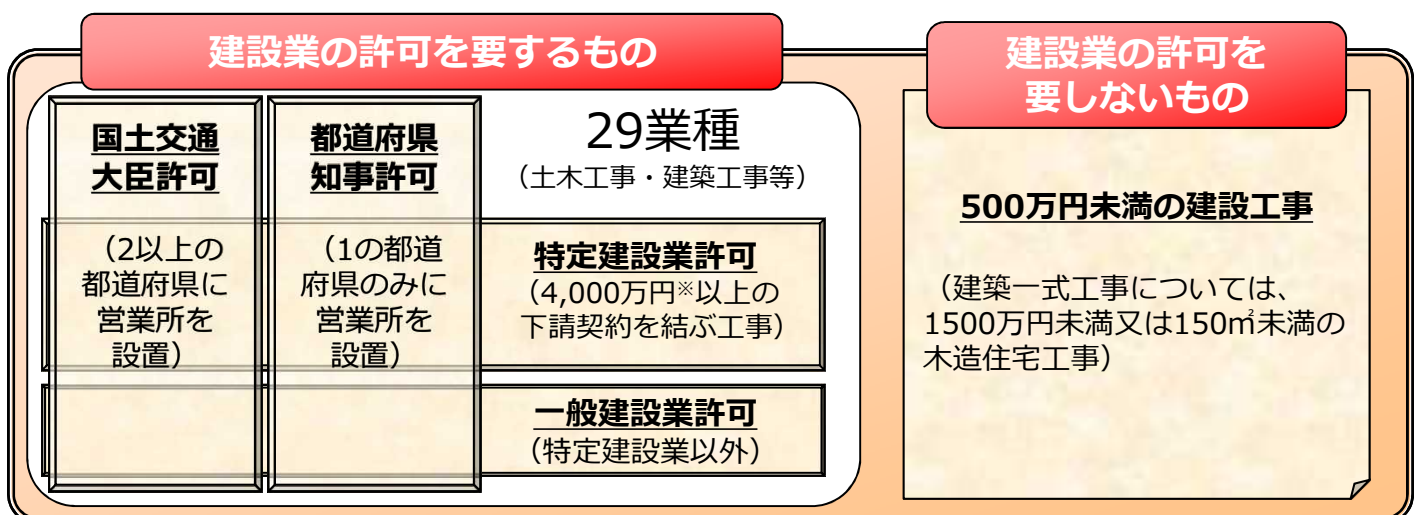 建設業の許可を要するもの
国土交通
大臣許可
(2以上の
都道府県に
営業所を
設置)
都道府県
知事許可
(1の都道
府県のみに
営業所を
設置)
29業種
(土木工事・建築工事等)
特定建設業許可
(4,000万円※以上の
下請契約を結ぶ工事)
一般建設業許可
(特定建設業以外)
建設業の許可を
要しないもの
500万円未満の建設工事
(建築一式工事については、
1500万円未満又は150㎡未満の
木造住宅工事)